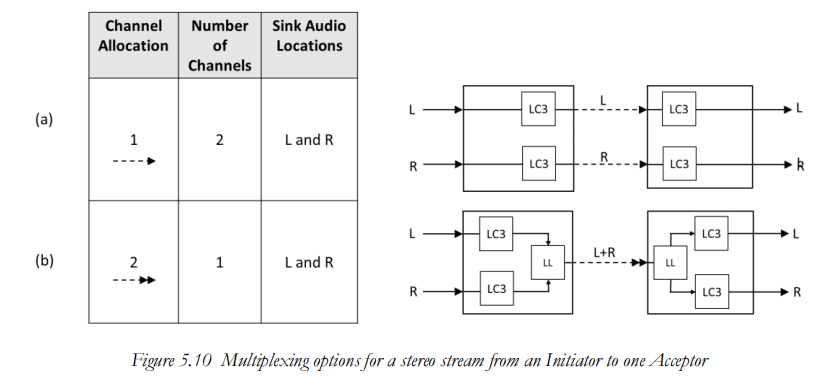 Channel Allocation
Number of Channels
Sink Audio Locations
(a)
1
2
L and R
L
LC3
L
LC3
L
R
LC3
R
LC3
R
(b)
2
1
L and R
L
LC3
LC3
L
LL
L+R
LL
R
LC3
LC3
R
Figure 5.10 Multiplexing options for a stereo stream from an Initiator to one Acceptor